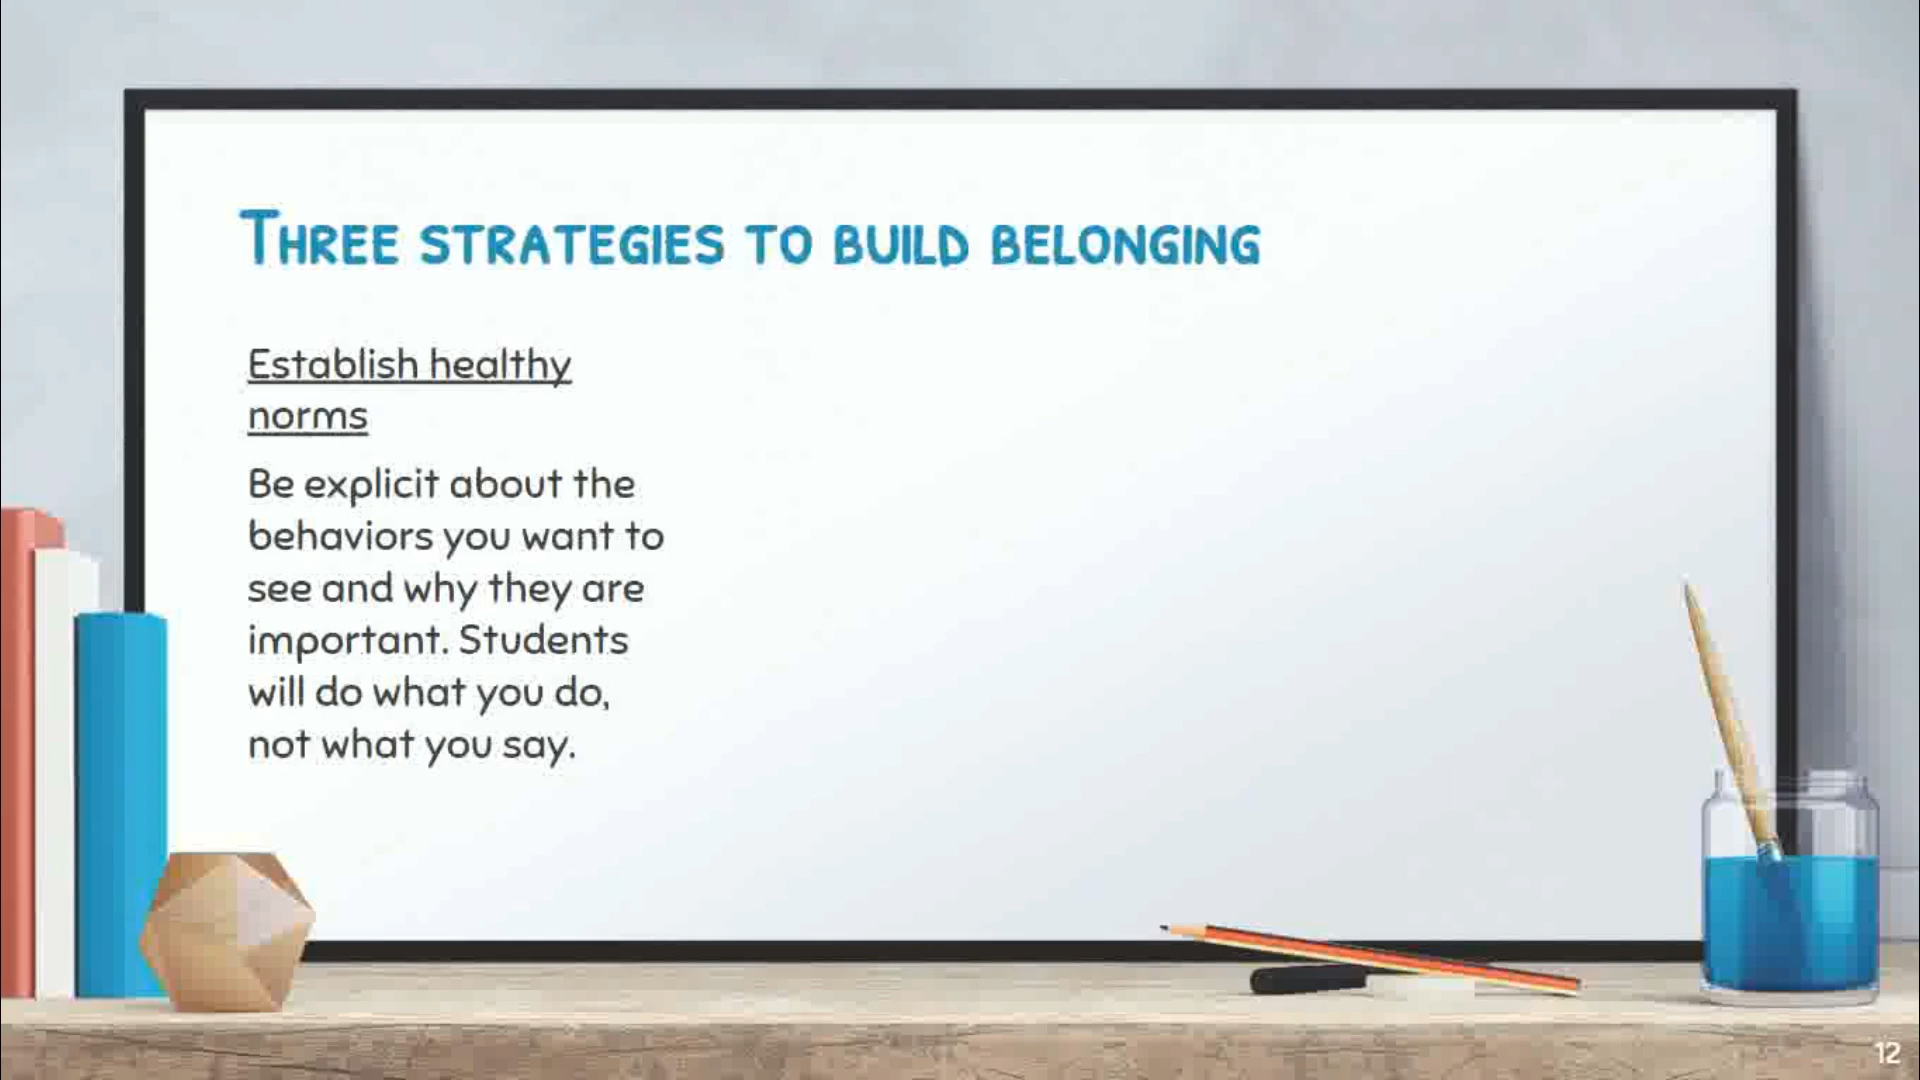 Three strategies to build belonging
Establish healthy
norms
Be explicit about the
behaviors you want to
see and why they are
important. Students
will do what you do,
not what you say.
12